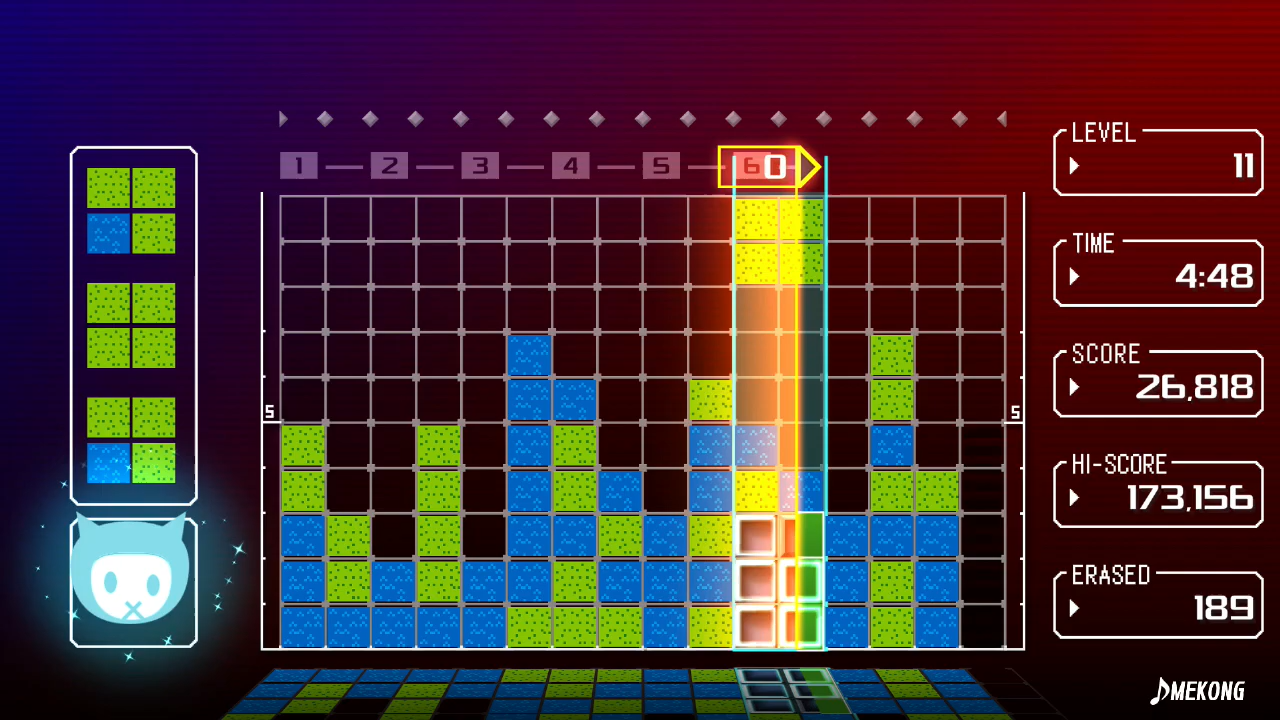 1 2 3 4 5 6 0
5 5
LEVEL
11
TIME
4:48
SCORE
26,818
HI-SCORE
173,156
ERASED
189
♪MEKONG